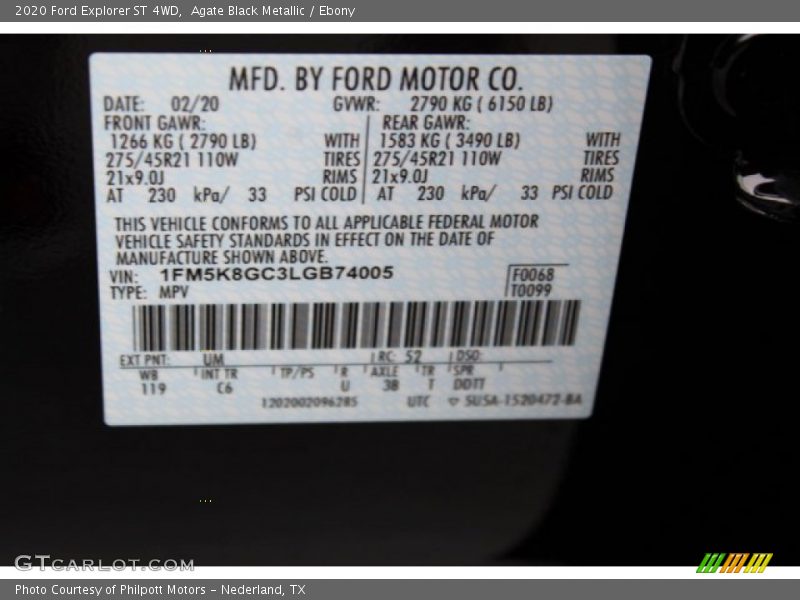 2020 Ford Explorer ST 4WD, Agate Black Metallic / Ebony
MFD. BY FORD MOTOR CO.
DATE: 02/20 GVWR: 2790 KG ( 6150 LB)
FRONT GAWR: REAR GAWR:
1266 KG ( 2790 LB) WITH 1583 KG ( 3490 LB) WITH
275/45R21 110W TIRES 275/45R21 110W TIRES
21x9.0J RIMS 21x9.0J RIMS
AT 230 kPa/ 33 PSI COLD AT 230 kPa/ 33 PSI COLD
THIS VEHICLE CONFORMS TO ALL APPLICABLE FEDERAL MOTOR
VEHICLE SAFETY STANDARDS IN EFFECT ON THE DATE OF
MANUFACTURE SHOWN ABOVE.
VIN: 1FM5K8GC3LGB74005 F0068
TYPE: MPV T0099
EXT PNT: UM RC: 52 DSO:
WB INT TR TP/PS R AXLE TR SPR
119 C6 U 3B T DDTT
1202002096285 UTC ▽ SU5A-1520472-BA
GTCARLOT.COM
Photo Courtesy of Philpott Motors - Nederland, TX